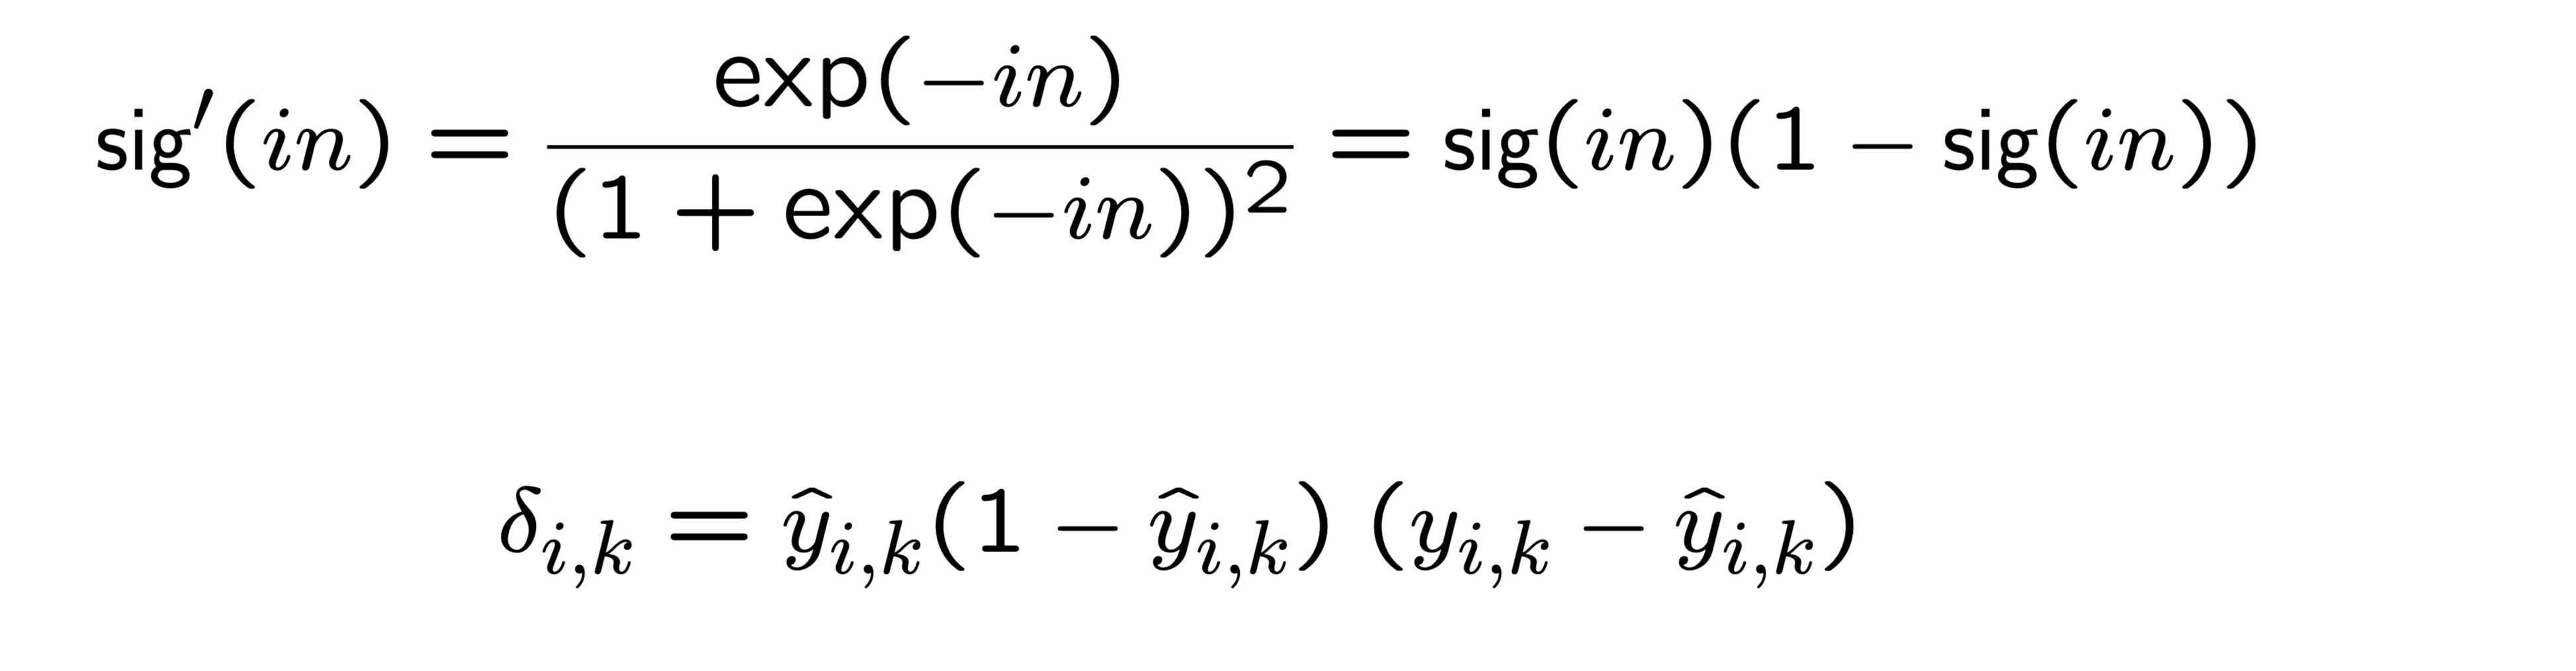 sig′(in) = exp(−in) / (1 + exp(−in))² = sig(in)(1 − sig(in))
δ_{i,k} = ŷ_{i,k}(1 − ŷ_{i,k}) (y_{i,k} − ŷ_{i,k})